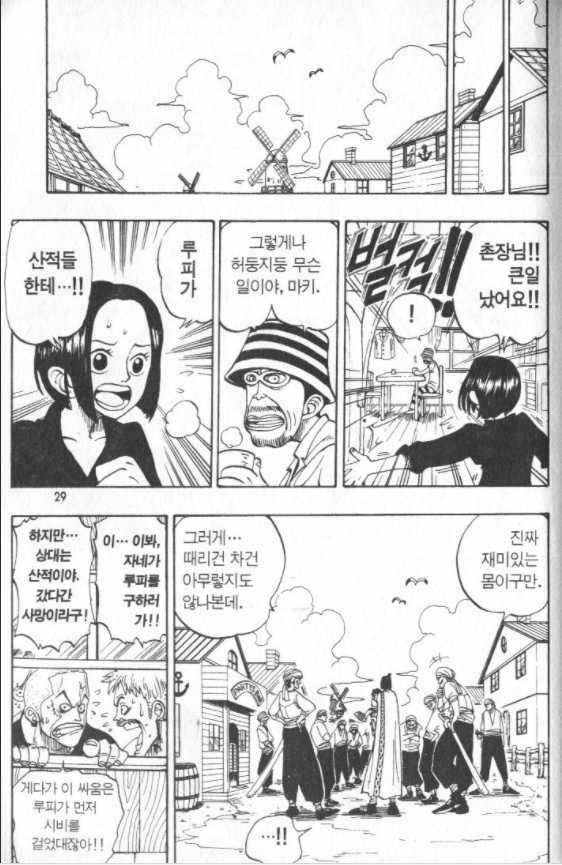 촌장님!!
큰일
났어요!!
벌컥!!
!
그렇게나
허둥지둥 무슨
일이야, 마키.
루피
가
산적들
한테…!!
29
진짜
재미있는
몸이구만.
그러게…
때리건 차건
아무렇지도
않나본데.
PARTYS BAR
…!!
이… 이봐,
자네가
루피를
구하러
가!!
하지만…
상대는
산적이야.
갔다간
사망이라구!
게다가 이 싸움은
루피가 먼저
시비를
걸었대잖아!!